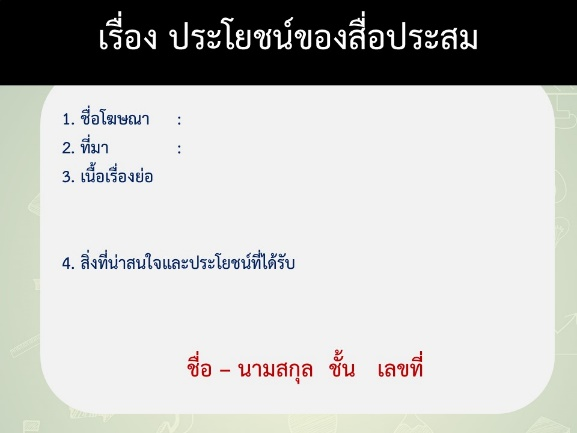 เรื่อง ประโยชน์ของสื่อประสม
1. ชื่อโฆษณา :
2. ที่มา :
3. เนื้อเรื่องย่อ
4. สิ่งที่น่าสนใจและประโยชน์ที่ได้รับ
ชื่อ – นามสกุล ชั้น เลขที่